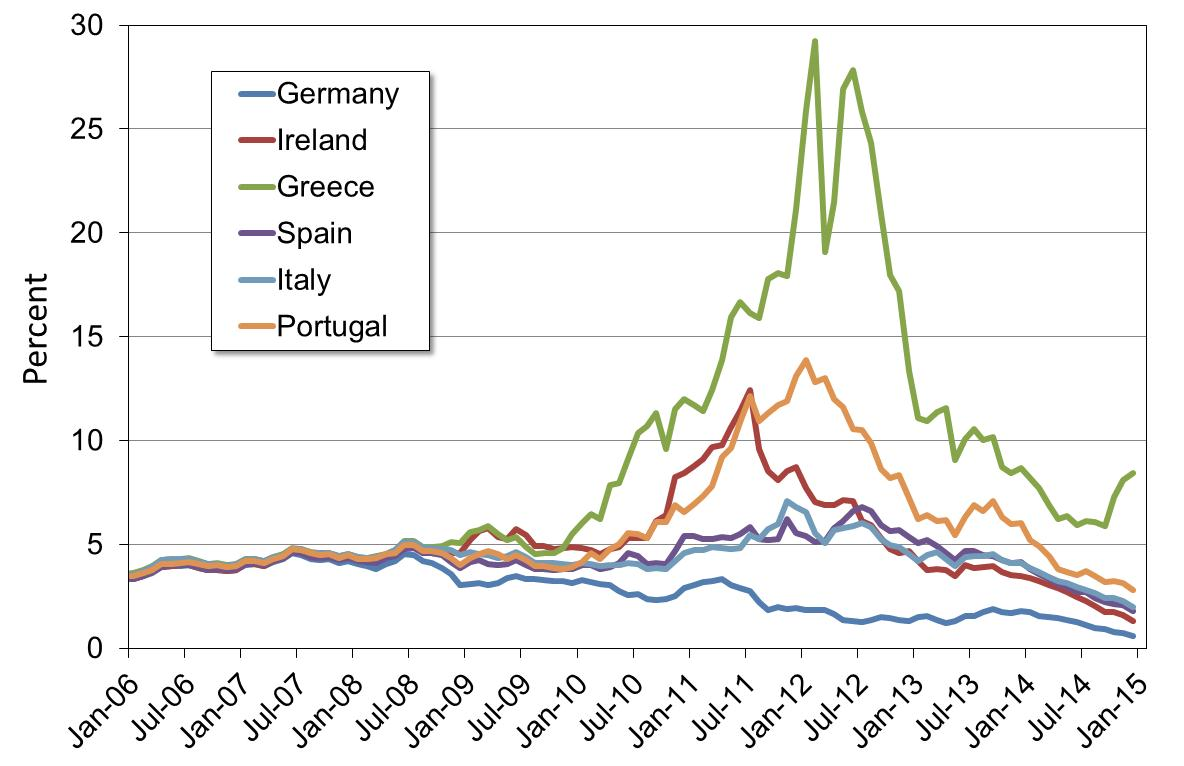 30
25
20
15
10
5
0
Percent
Germany
Ireland
Greece
Spain
Italy
Portugal
Jan-06
Jul-06
Jan-07
Jul-07
Jan-08
Jul-08
Jan-09
Jul-09
Jan-10
Jul-10
Jan-11
Jul-11
Jan-12
Jul-12
Jan-13
Jul-13
Jan-14
Jul-14
Jan-15